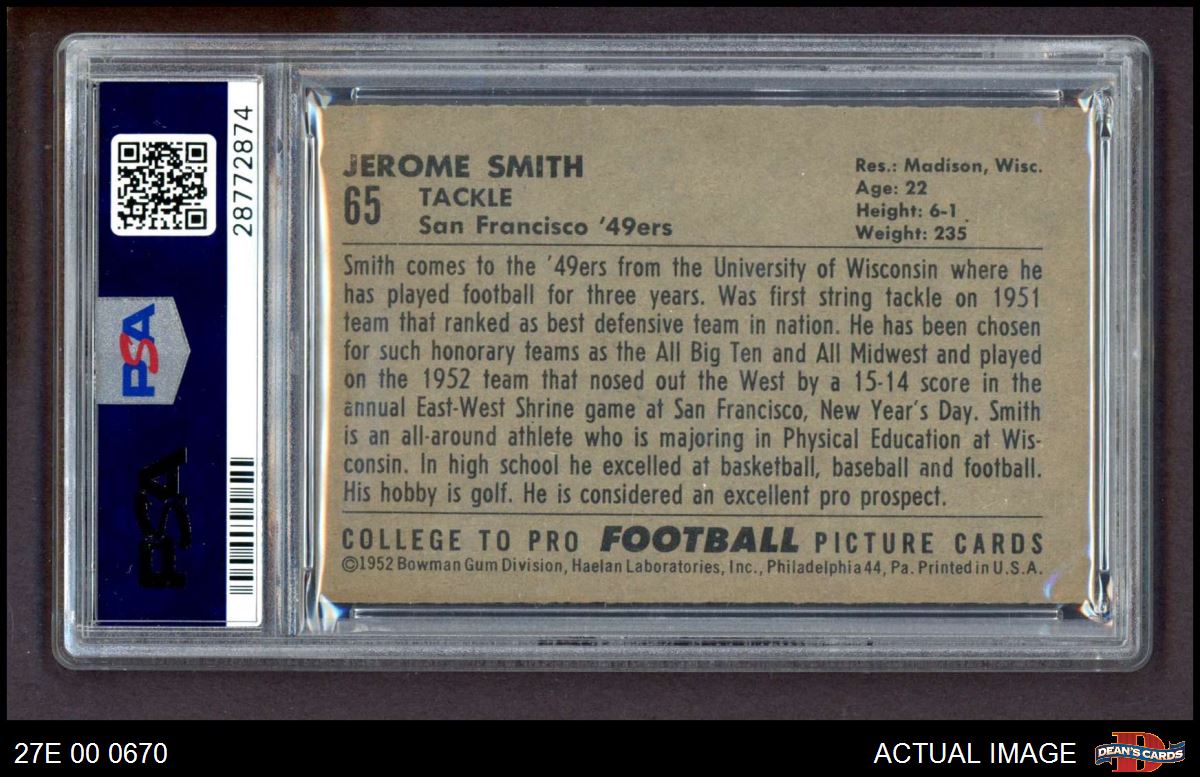 JEROME SMITH
65 TACKLE
San Francisco '49ers
Res.: Madison, Wisc.
Age: 22
Height: 6-1
Weight: 235
Smith comes to the '49ers from the University of Wisconsin where he
has played football for three years. Was first string tackle on 1951
team that ranked as best defensive team in nation. He has been chosen
for such honorary teams as the All Big Ten and All Midwest and played
on the 1952 team that nosed out the West by a 15-14 score in the
annual East-West Shrine game at San Francisco, New Year's Day. Smith
is an all-around athlete who is majoring in Physical Education at Wis-
consin. In high school he excelled at basketball, baseball and football.
His hobby is golf. He is considered an excellent pro prospect.
COLLEGE TO PRO FOOTBALL PICTURE CARDS
©1952 Bowman Gum Division, Haelan Laboratories, Inc., Philadelphia 44, Pa. Printed in U.S.A.
28772874
PSA
PSA
27E 00 0670
ACTUAL IMAGE
D
DEAN'S CARDS